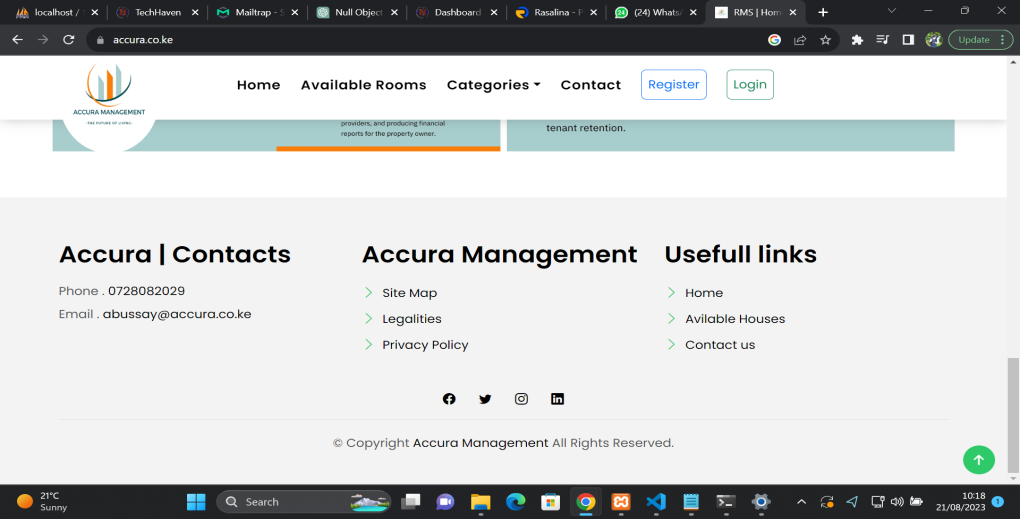 localhost /
TechHaven
Mailtrap - S
Null Object
Dashboard
Rasalina - P
(24) Whats
RMS | Hom
accura.co.ke
Update
ACCURA MANAGEMENT
THE FUTURE OF LIVING
Home
Available Rooms
Categories
Contact
Register
Login
providers, and producing financial
reports for the property owner.
tenant retention.
Accura | Contacts
Phone . 0728082029
Email . abussay@accura.co.ke
Accura Management
Site Map
Legalities
Privacy Policy
Usefull links
Home
Avilable Houses
Contact us
© Copyright Accura Management All Rights Reserved.
21°C
Sunny
Search
10:18
21/08/2023
1